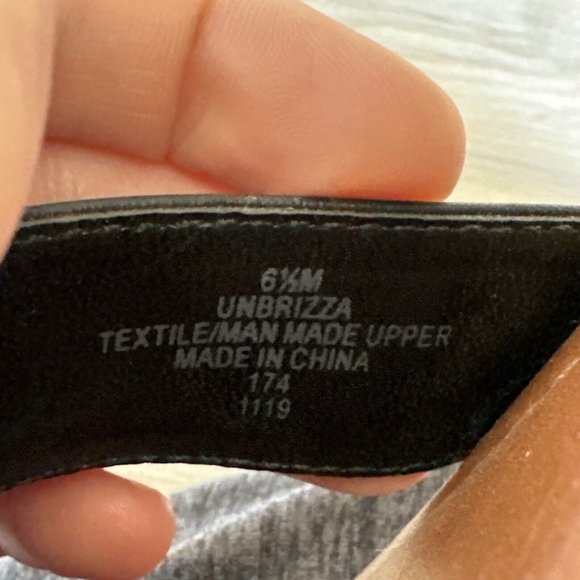 6½M
UNBRIZZA
TEXTILE/MAN MADE UPPER
MADE IN CHINA
174
1119